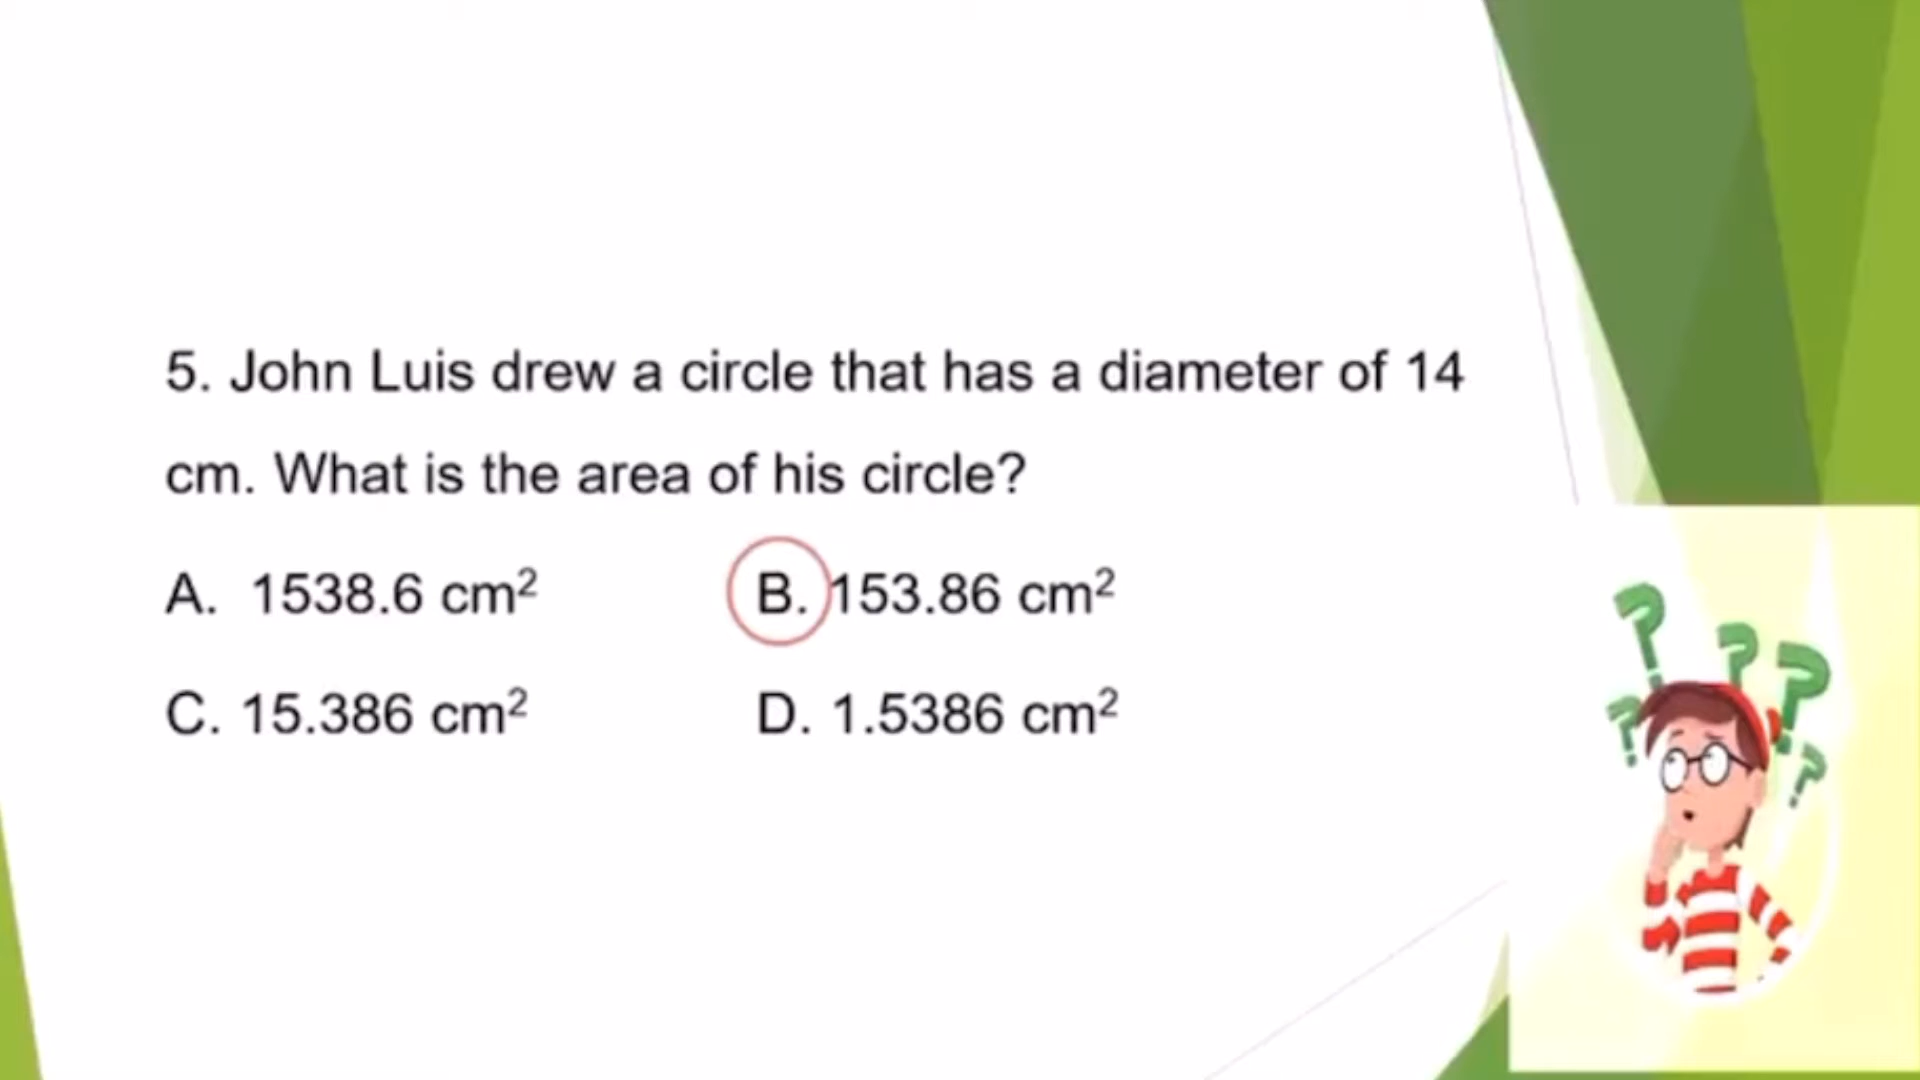 5. John Luis drew a circle that has a diameter of 14
cm. What is the area of his circle?
A. 1538.6 cm² B. 153.86 cm²
C. 15.386 cm² D. 1.5386 cm²
? ? ? ? ?